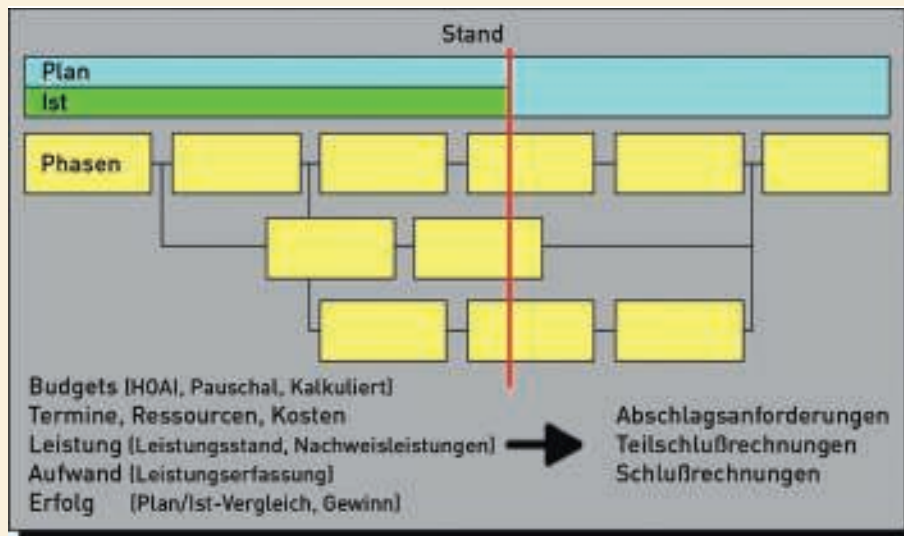 Stand
Plan
Ist
Phasen
Budgets [HOAI, Pauschal, Kalkuliert]
Termine, Ressourcen, Kosten
Leistung [Leistungsstand, Nachweisleistungen]
Aufwand [Leistungserfassung]
Erfolg [Plan/Ist-Vergleich, Gewinn]
Abschlagsanforderungen
Teilschlußrechnungen
Schlußrechnungen